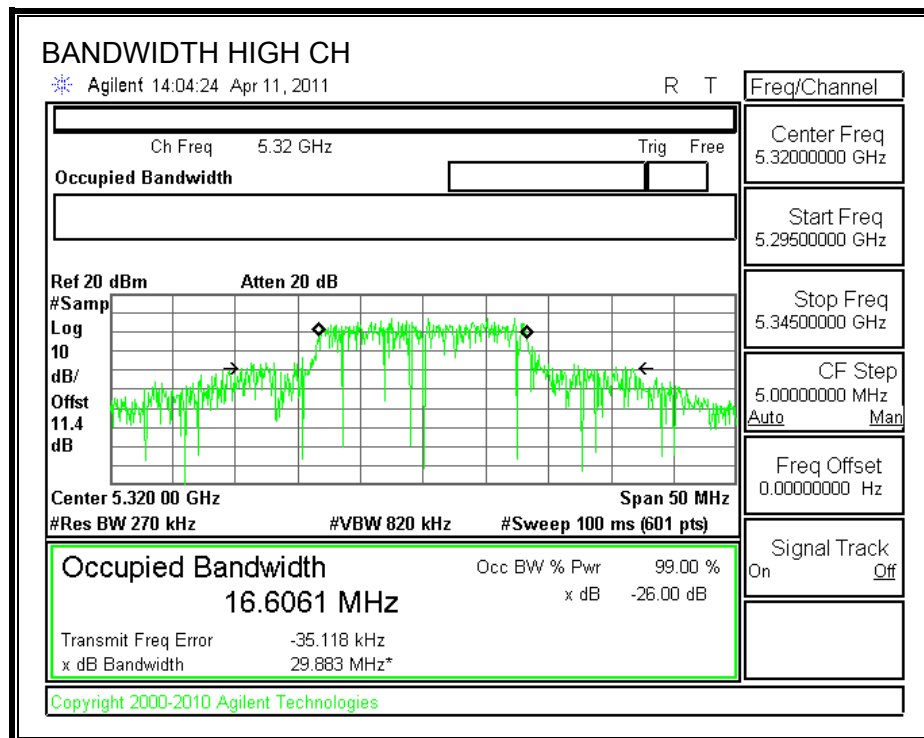 BANDWIDTH HIGH CH
Agilent 14:04:24 Apr 11, 2011
R T
Ch Freq 5.32 GHz
Trig Free
Occupied Bandwidth
Ref 20 dBm
Atten 20 dB
#Samp
Log
10
dB/
Offst
11.4
dB
Center 5.320 00 GHz
Span 50 MHz
#Res BW 270 kHz
#VBW 820 kHz
#Sweep 100 ms (601 pts)
Occupied Bandwidth
16.6061 MHz
Occ BW % Pwr 99.00 %
x dB -26.00 dB
Transmit Freq Error -35.118 kHz
x dB Bandwidth 29.883 MHz*
Copyright 2000-2010 Agilent Technologies
Freq/Channel
Center Freq
5.32000000 GHz
Start Freq
5.29500000 GHz
Stop Freq
5.34500000 GHz
CF Step
5.00000000 MHz
Auto Man
Freq Offset
0.00000000 Hz
Signal Track
On Off